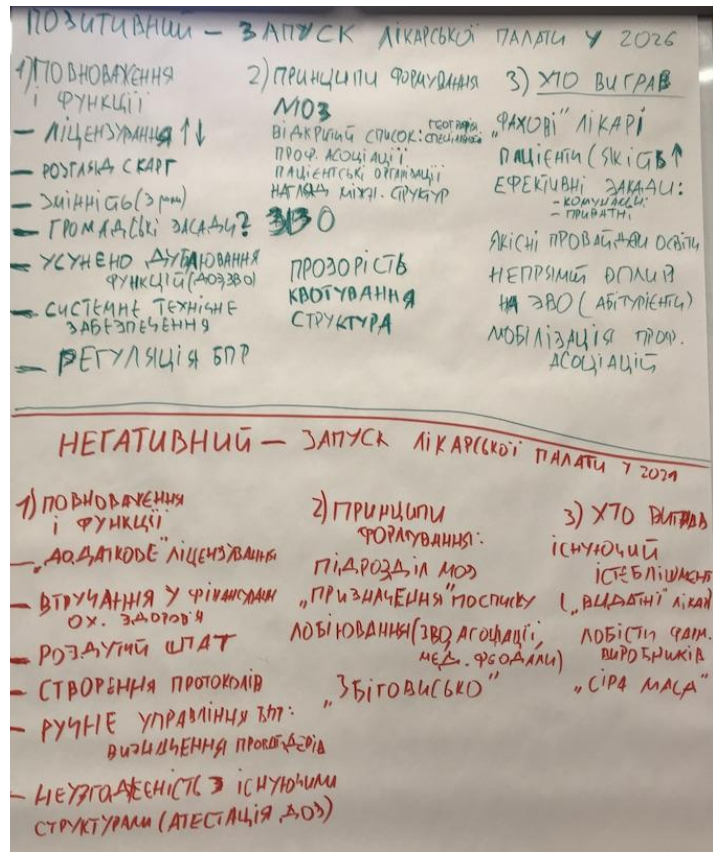 ПОЗИТИВНИЙ — ЗАПУСК ЛІКАРСЬКОЇ ПАЛАТИ У 2026
1) ПОВНОВАЖЕННЯ
І ФУНКЦІЇ
— ЛІЦЕНЗУВАННЯ ↑↓
— РОЗГЛЯД СКАРГ
— ЗМІННІСТЬ (3 роки)
— ГРОМАДСЬКІ ЗАСАДИ?
— УСУНЕНО ДУБЛЮВАННЯ
ФУНКЦІЙ (ДОЗ, ЗВО)
— СИСТЕМНЕ ТЕХНІЧНЕ
ЗАБЕЗПЕЧЕННЯ
— РЕГУЛЯЦІЯ БПР
2) ПРИНЦИПИ ФОРМУВАННЯ
МОЗ
ВІДКРИТИЙ СПИСОК: ГЕОГРАФІЯ
ПРОФ. АСОЦІАЦІЇ
ПАЦІЄНТСЬКІ ОРГАНІЗАЦІЇ
НАГЛЯД МІЖН. СТРУКТУР
ЗВО
ПРОЗОРІСТЬ
КВОТУВАННЯ
СТРУКТУРА
3) ХТО ВИГРАВ
„ФАХОВІ" ЛІКАРІ
ПАЦІЄНТИ (ЯКІСТЬ ↑
ЕФЕКТИВНІ ЗАКЛАДИ:
- КОМУНАЛЬНІ
- ПРИВАТНІ
ЯКІСНІ ПРОВАЙДЕРИ ОСВІТИ
НЕПРЯМИЙ ВПЛИВ
НА ЗВО (АБІТУРІЄНТИ)
МОБІЛІЗАЦІЯ ПРОФ.
АСОЦІАЦІЙ
НЕГАТИВНИЙ — ЗАПУСК ЛІКАРСЬКОЇ ПАЛАТИ У
1) ПОВНОВАЖЕННЯ
І ФУНКЦІЇ
— „ДОДАТКОВЕ" ЛІЦЕНЗУВАННЯ
— ВТРУЧАННЯ У ФІНАНСУВАНН
ОХ. ЗДОРОВ'Я
— РОЗДУТИЙ ШТАТ
— СТВОРЕННЯ ПРОТОКОЛІВ
— РУЧНЕ УПРАВЛІННЯ БПР:
ВИЗНАЧЕННЯ ПРОВАЙДЕРІВ
— НЕУЗГОДЖЕНІСТЬ З ІСНУЮЧИМИ
СТРУКТУРАМИ (АТЕСТАЦІЯ ДОЗ)
2) ПРИНЦИПИ
ФОРМУВАННЯ:
ПІДРОЗДІЛ МОЗ
„ПРИЗНАЧЕННЯ" ПО СПИСКУ
ЛОБІЮВАННЯ (ЗВО, АСОЦІАЦІЇ,
МЕД. ФЕОДАЛИ)
„ЗБІГОВИСЬКО"
3) ХТО ВИГРАВ
ІСНУЮЧИЙ
ІСТЕБЛІШМЕНТ
(„ВИДАТНІ" ЛІКАРІ)
ЛОБІСТИ ФАРМ.
ВИРОБНИКІВ
„СІРА МАСА"